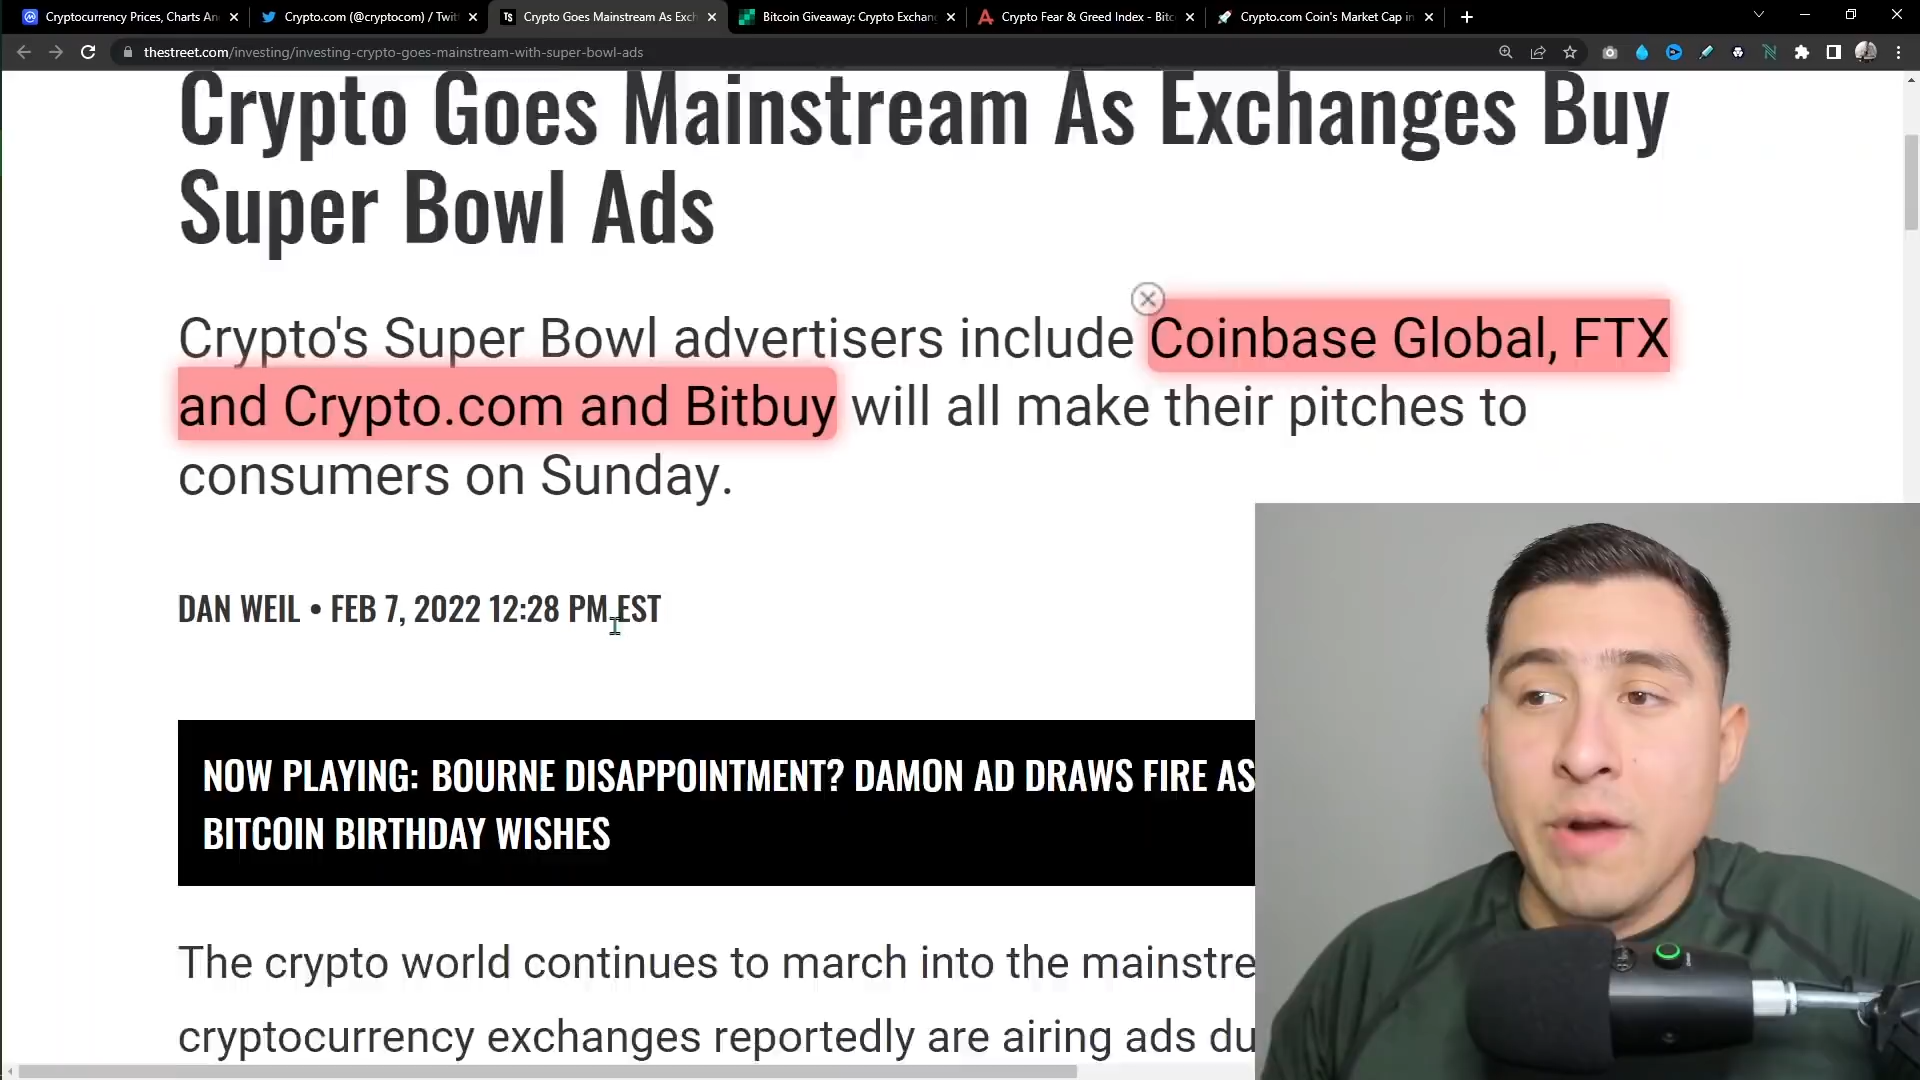 Cryptocurrency Prices, Charts An
Crypto.com (@cryptocom) / Twit
Ts
Crypto Goes Mainstream As Exch
Bitcoin Giveaway: Crypto Exchan
Crypto Fear & Greed Index - Bitc
Crypto.com Coin's Market Cap in
thestreet.com/investing/investing-crypto-goes-mainstream-with-super-bowl-ads
Crypto Goes Mainstream As Exchanges Buy
Super Bowl Ads
Crypto's Super Bowl advertisers include Coinbase Global, FTX
and Crypto.com and Bitbuy will all make their pitches to
consumers on Sunday.
DAN WEIL • FEB 7, 2022 12:28 PM EST
NOW PLAYING: BOURNE DISAPPOINTMENT? DAMON AD DRAWS FIRE AS
BITCOIN BIRTHDAY WISHES
The crypto world continues to march into the mainstre
cryptocurrency exchanges reportedly are airing ads du